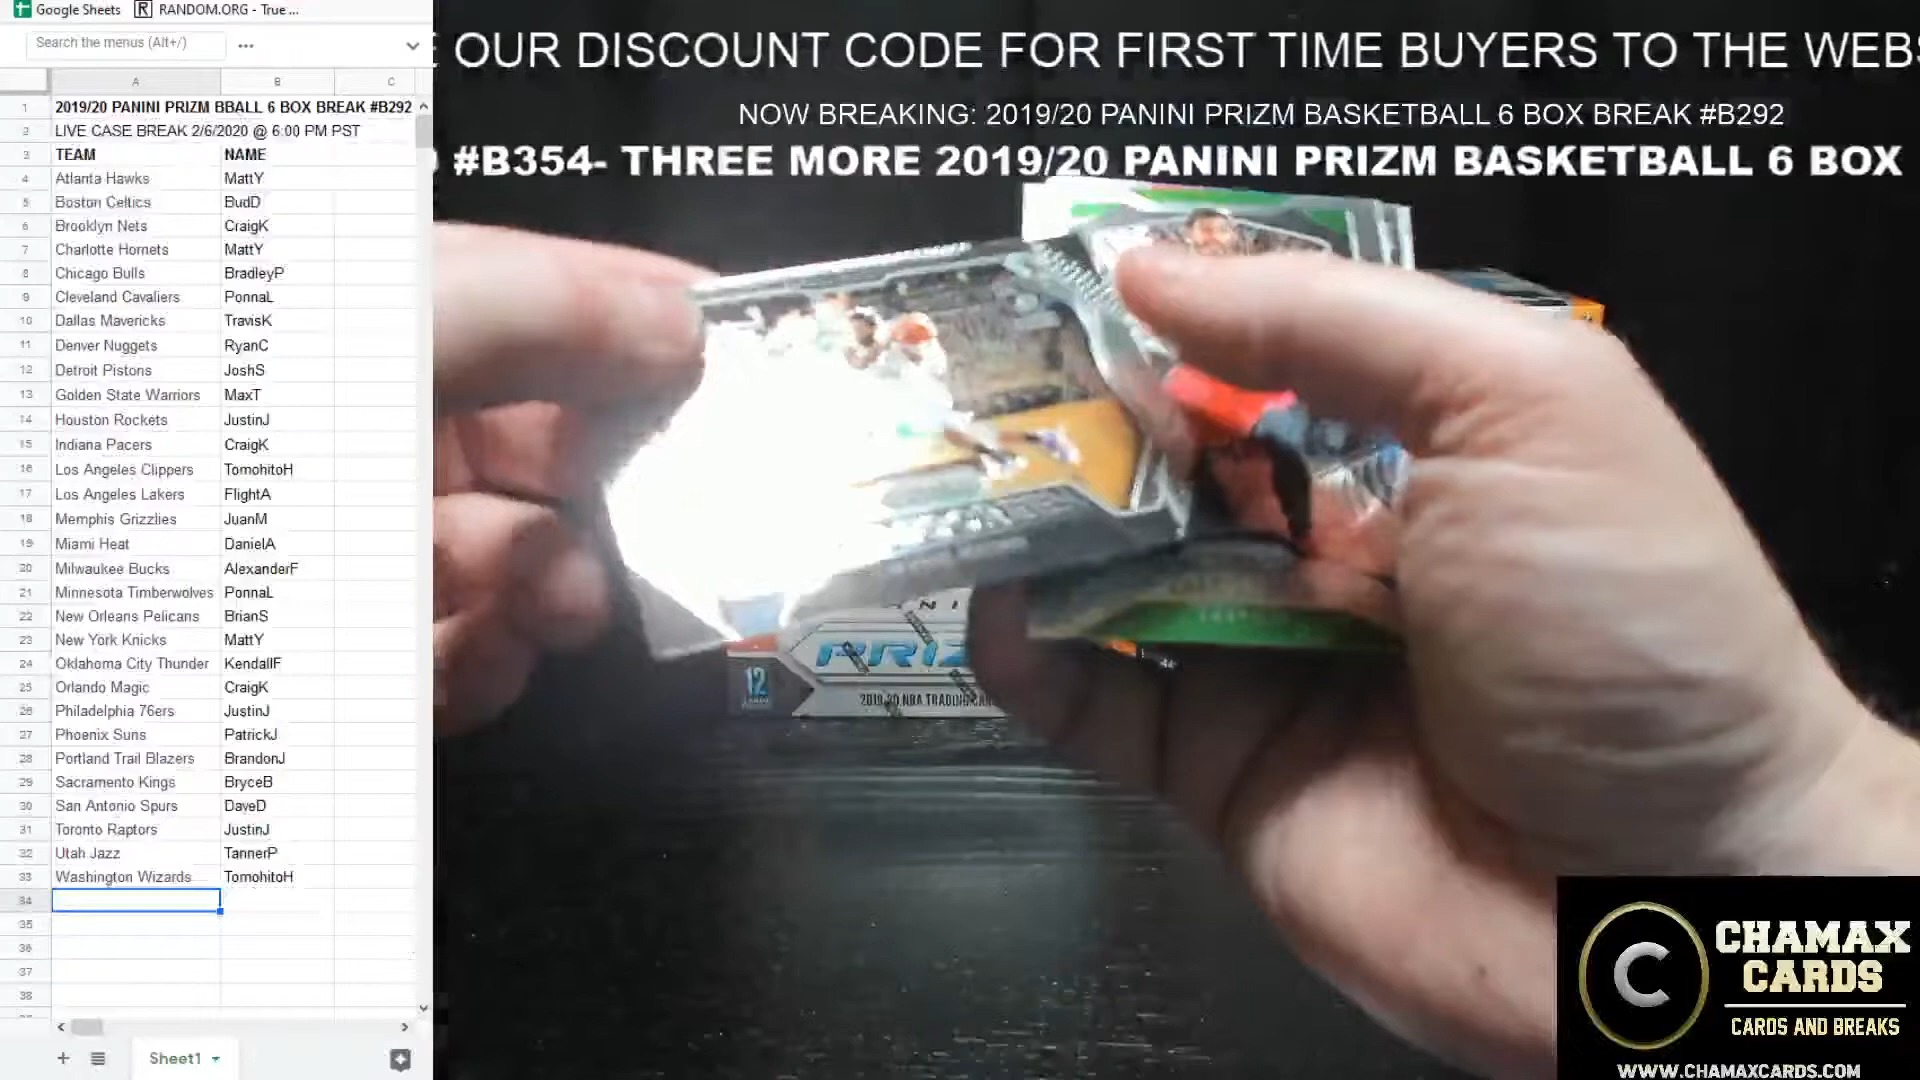 Google Sheets
RANDOM.ORG - True ...
Search the menus (Alt+/)
A B C
1 2019/20 PANINI PRIZM BBALL 6 BOX BREAK #B292
2 LIVE CASE BREAK 2/6/2020 @ 6:00 PM PST
3 TEAM NAME
4 Atlanta Hawks MattY
5 Boston Celtics BudD
6 Brooklyn Nets CraigK
7 Charlotte Hornets MattY
8 Chicago Bulls BradleyP
9 Cleveland Cavaliers PonnaL
10 Dallas Mavericks TravisK
11 Denver Nuggets RyanC
12 Detroit Pistons JoshS
13 Golden State Warriors MaxT
14 Houston Rockets JustinJ
15 Indiana Pacers CraigK
16 Los Angeles Clippers TomohitoH
17 Los Angeles Lakers FlightA
18 Memphis Grizzlies JuanM
19 Miami Heat DanielA
20 Milwaukee Bucks AlexanderF
21 Minnesota Timberwolves PonnaL
22 New Orleans Pelicans BrianS
23 New York Knicks MattY
24 Oklahoma City Thunder KendallF
25 Orlando Magic CraigK
26 Philadelphia 76ers JustinJ
27 Phoenix Suns PatrickJ
28 Portland Trail Blazers BrandonJ
29 Sacramento Kings BryceB
30 San Antonio Spurs DaveD
31 Toronto Raptors JustinJ
32 Utah Jazz TannerP
33 Washington Wizards TomohitoH
34
35
36
37
38
Sheet1
E OUR DISCOUNT CODE FOR FIRST TIME BUYERS TO THE WEBS
NOW BREAKING: 2019/20 PANINI PRIZM BASKETBALL 6 BOX BREAK #B292
#B354- THREE MORE 2019/20 PANINI PRIZM BASKETBALL 6 BOX
PRIZ
12
2019-20 NBA TRADING CAR
C
CHAMAX
CARDS
CARDS AND BREAKS
WWW.CHAMAXCARDS.COM